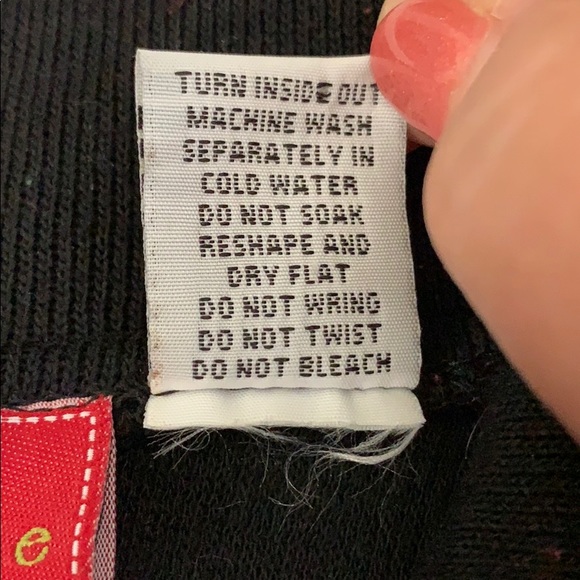 TURN INSIDE OUT
MACHINE WASH
SEPARATELY IN
COLD WATER
DO NOT SOAK
RESHAPE AND
DRY FLAT
DO NOT WRING
DO NOT TWIST
DO NOT BLEACH
e